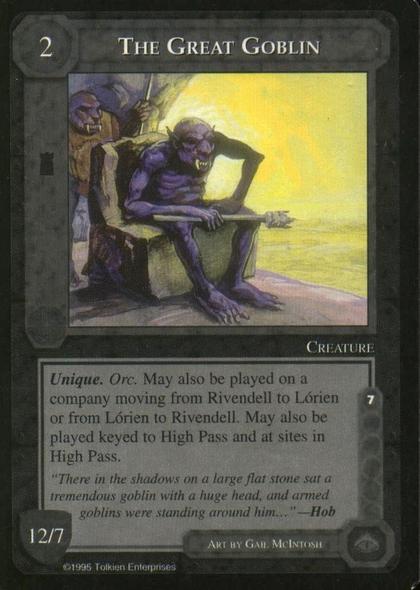 2
THE GREAT GOBLIN
CREATURE
Unique. Orc. May also be played on a
company moving from Rivendell to Lórien
or from Lórien to Rivendell. May also be
played keyed to High Pass and at sites in
High Pass.
7
"There in the shadows on a large flat stone sat a
tremendous goblin with a huge head, and armed
goblins were standing around him…" —Hob
12/7
ART BY GAIL MCINTOSH
©1995 Tolkien Enterprises